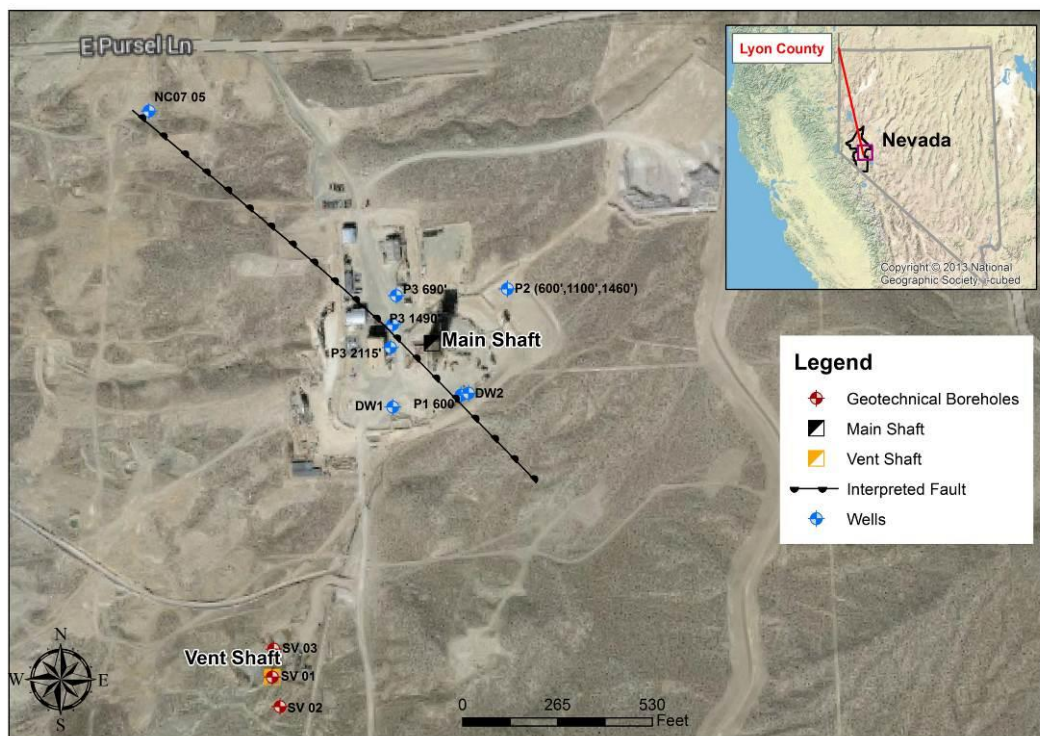 E Pursel Ln
NC07 05
P3 690'
P2 (600',1100',1460')
P3 1490'
Main Shaft
P3 2115'
DW1
P1 600'
DW2
SV 03
Vent Shaft
SV 01
SV 02
N
W
E
S
0
265
530
Feet
Lyon County
Nevada
Copyright © 2013 National
Geographic Society, i-cubed
Legend
Geotechnical Boreholes
Main Shaft
Vent Shaft
Interpreted Fault
Wells